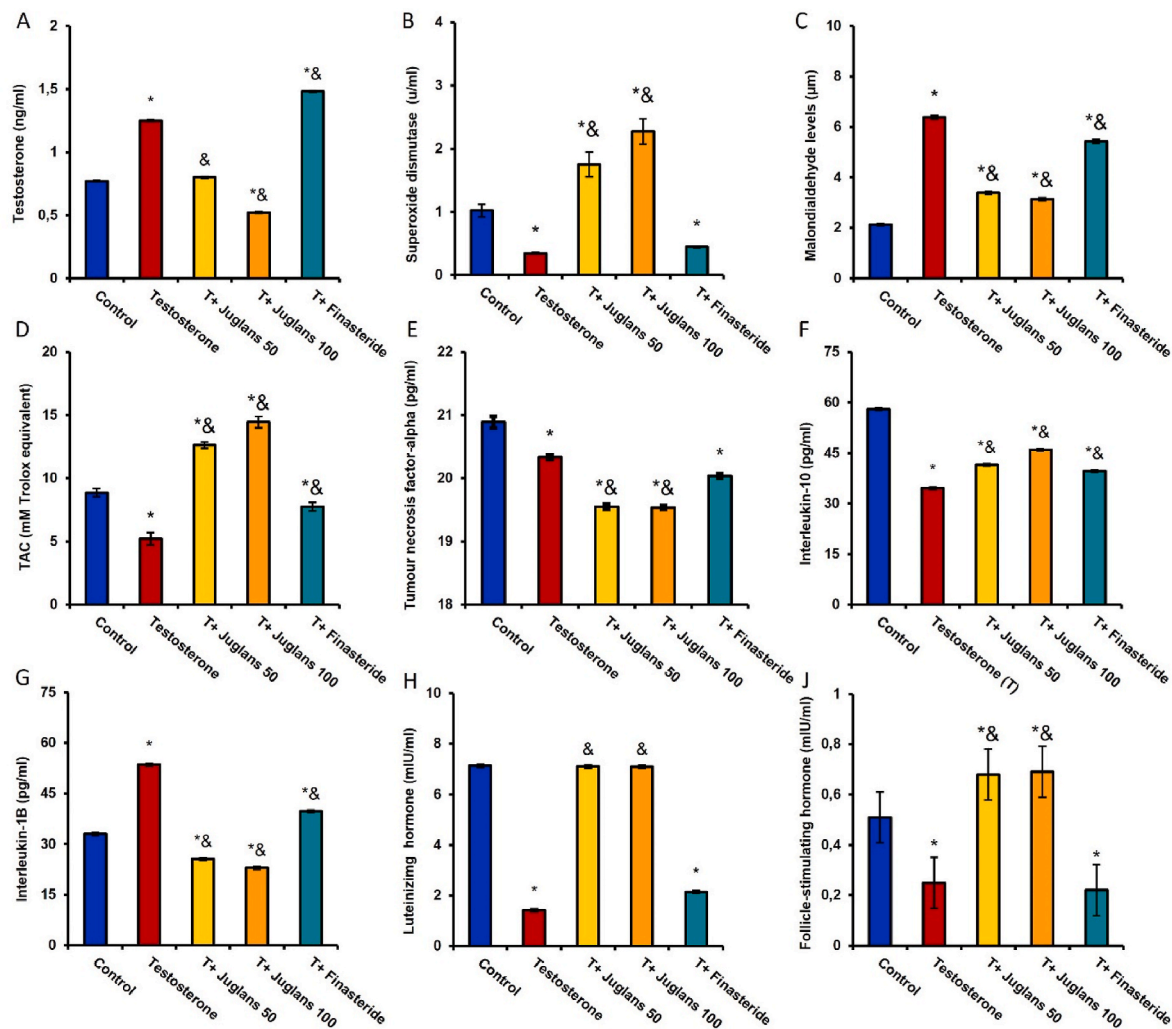 A
Testosterone (ng/ml)
2
1,5
1
0,5
0
*
&
*&
*&
Control
Testosterone
T+ Juglans 50
T+ Juglans 100
T+ Finasteride
B
Superoxide dismutase (u/ml)
4
3
2
1
0
*
*&
*&
*
Control
Testosterone
T+ Juglans 50
T+ Juglans 100
T+ Finasteride
C
Malondialdehyde levels (µm)
10
8
6
4
2
0
*
*&
*&
*&
Control
Testosterone
T+ Juglans 50
T+ Juglans 100
T+ Finasteride
D
TAC (mM Trolox equivalent)
20
15
10
5
0
*
*&
*&
*&
Control
Testosterone
T+ Juglans 50
T+ Juglans 100
T+ Finasteride
E
Tumour necrosis factor-alpha (pg/ml)
22
21
20
19
18
*
*&
*&
*
Control
Testosterone
T+ Juglans 50
T+ Juglans 100
T+ Finasteride
F
Interleukin-10 (pg/ml)
75
60
45
30
15
0
*
*&
*&
*&
Control
Testosterone (T)
T+ Juglans 50
T+ Juglans 100
T+ Finasteride
G
Interleukin-1B (pg/ml)
75
60
45
30
15
0
*
*&
*&
*&
Control
Testosterone
T+ Juglans 50
T+ Juglans 100
T+ Finasteride
H
Luteinizimg hormone (mIU/ml)
10
8
6
4
2
0
*
&
&
*
Control
Testosterone
T+ Juglans 50
T+ Juglans 100
T+ Finasteride
J
Follicle-stimulating hormone (mIU/ml)
1
0,8
0,6
0,4
0,2
0
*
*&
*&
*
Control
Testosterone
T+ Juglans 50
T+ Juglans 100
T+ Finasteride